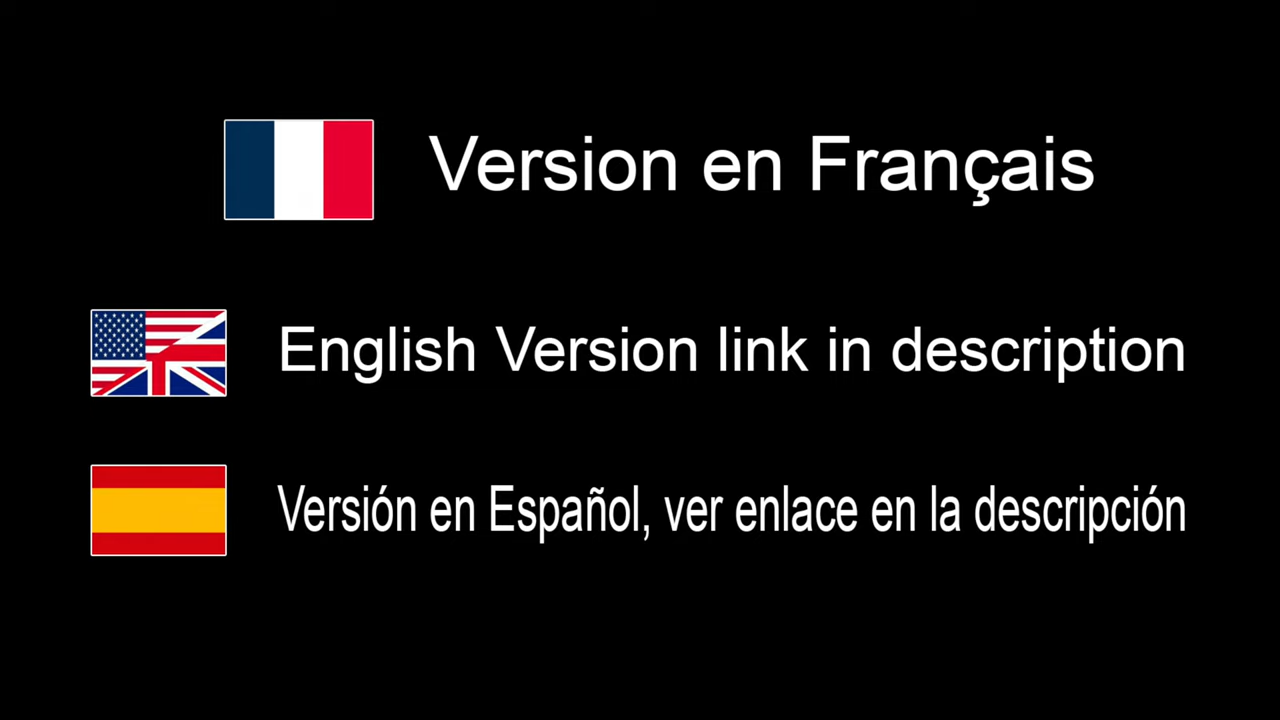 Version en Français
English Version link in description
Versión en Español, ver enlace en la descripción